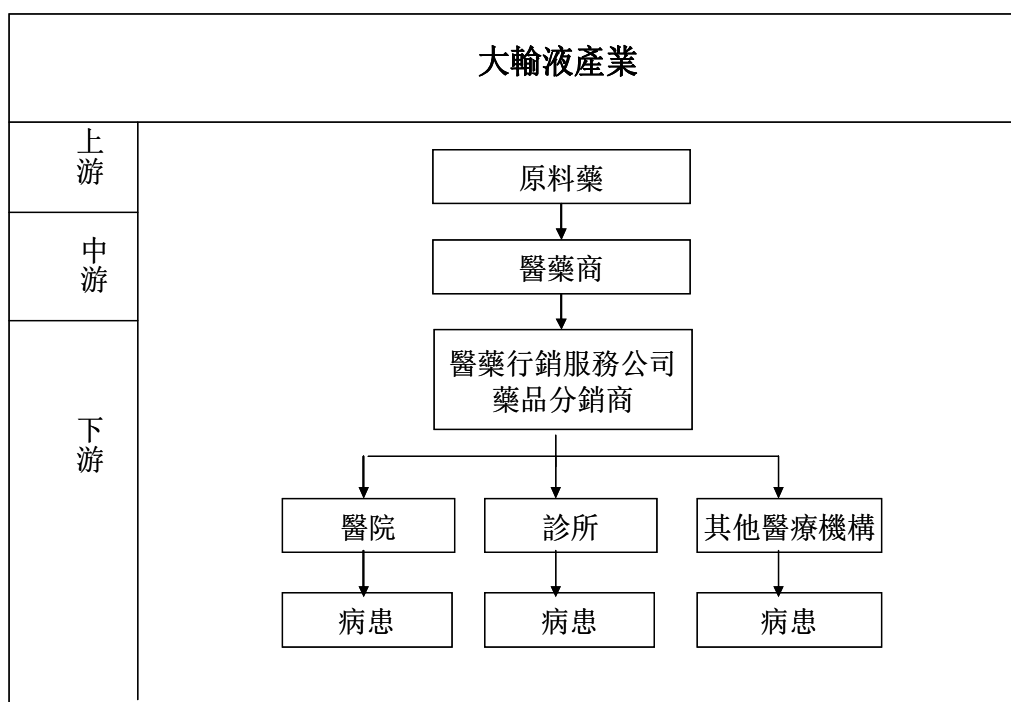 大輸液產業
上游
原料藥
中游
醫藥商
下游
醫藥行銷服務公司
藥品分銷商
醫院
診所
其他醫療機構
病患
病患
病患